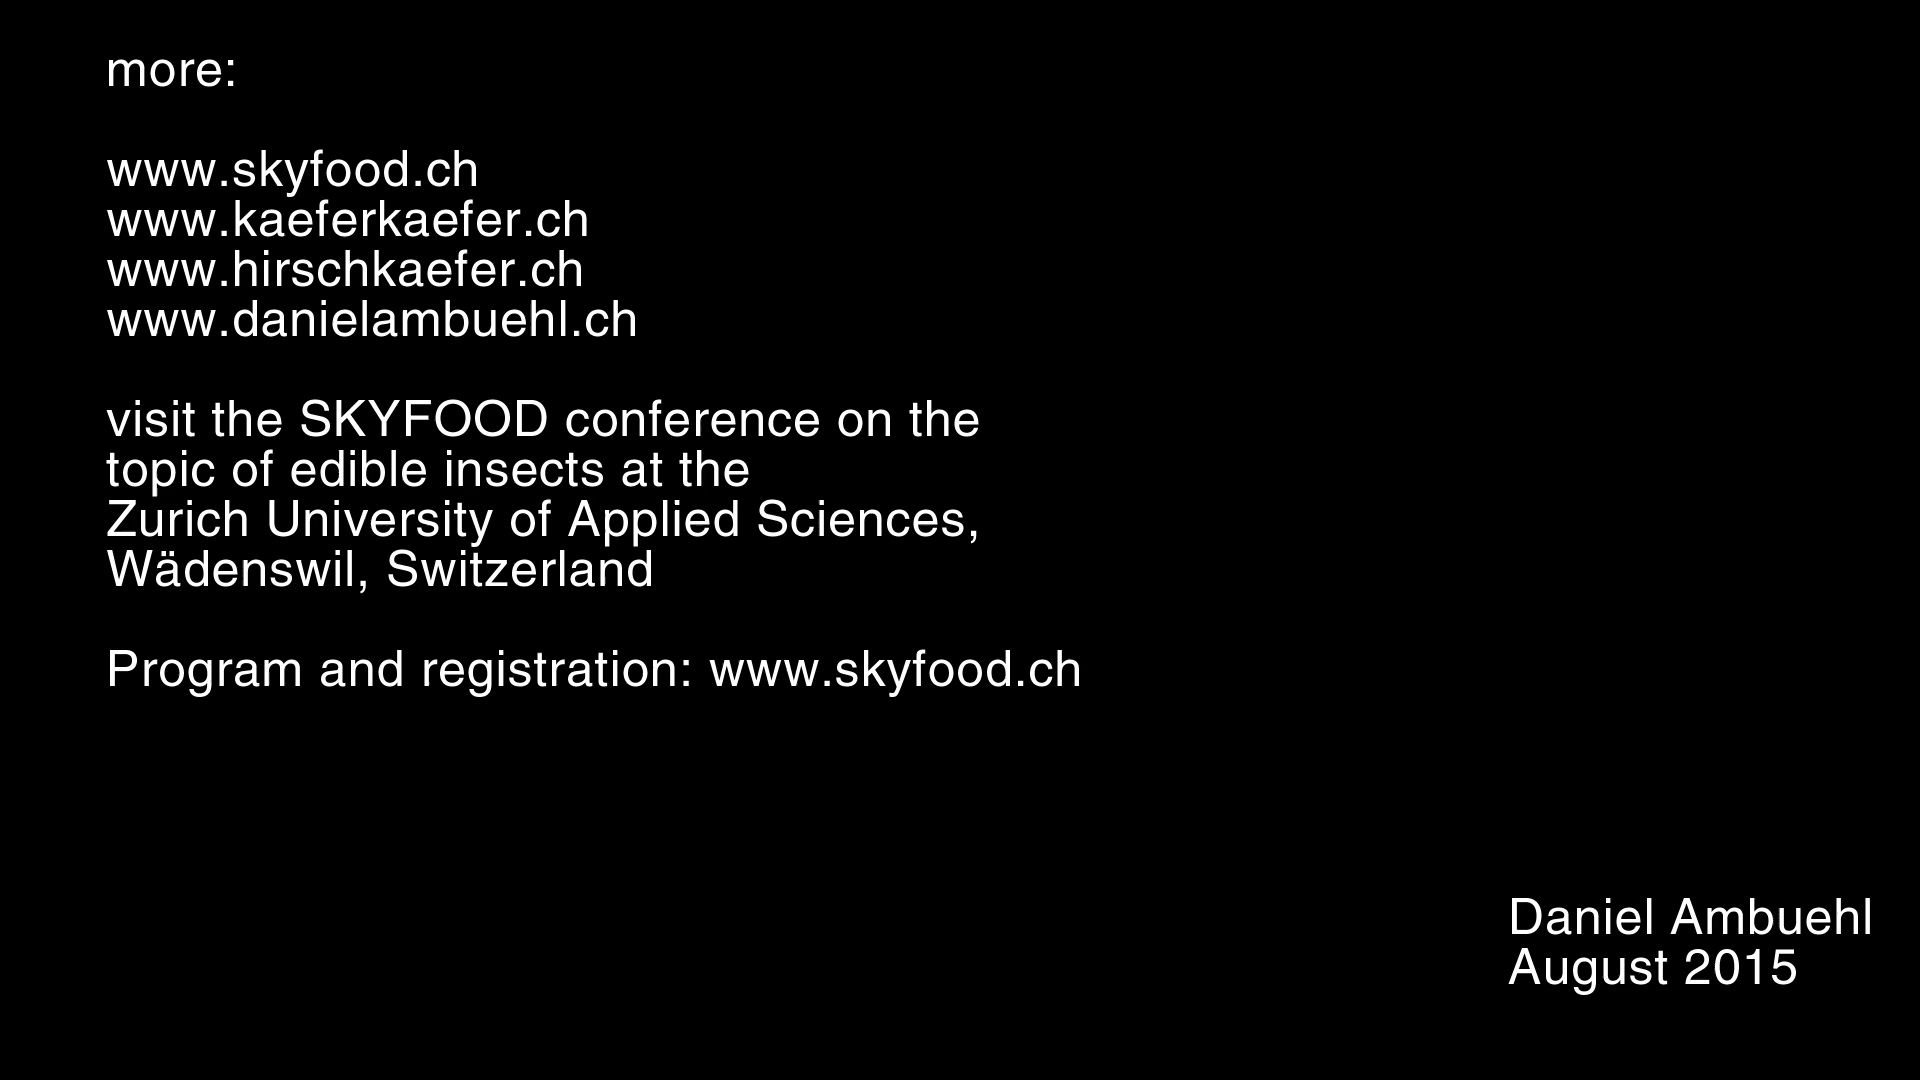 more:
www.skyfood.ch
www.kaeferkaefer.ch
www.hirschkaefer.ch
www.danielambuehl.ch
visit the SKYFOOD conference on the
topic of edible insects at the
Zurich University of Applied Sciences,
Wädenswil, Switzerland
Program and registration: www.skyfood.ch
Daniel Ambuehl
August 2015